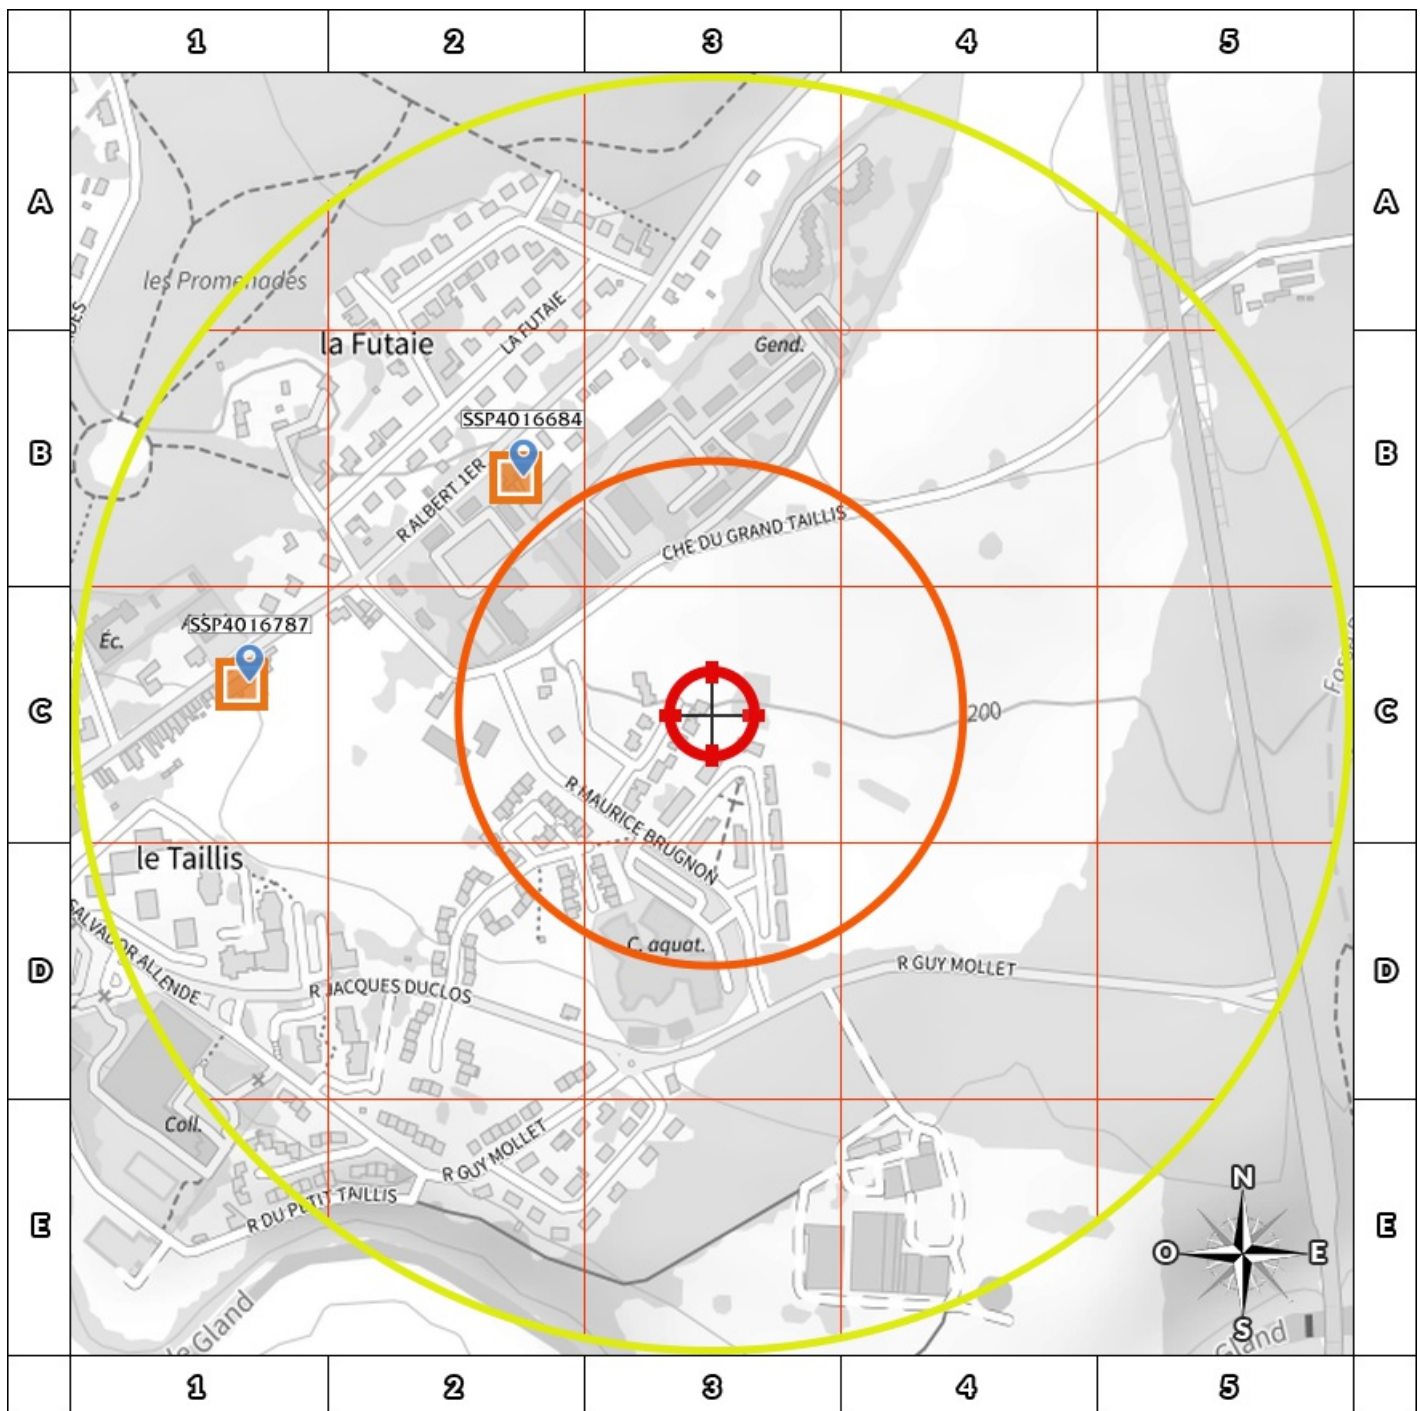 1 2 3 4 5
A A
les Promenades
DES
LA FUTAIE
la Futaie
Gend.
SSP4016684
B B
R ALBERT 1ER
CHE DU GRAND TAILLIS
SSP4016787
Éc.
C C
200
R MAURICE BRUGNON
le Taillis
SALVADOR ALLENDE
C. aquat.
R GUY MOLLET
D D
R JACQUES DUCLOS
Coll.
R GUY MOLLET
R DU PETIT TAILLIS
N
O E
S
E E
le Gland
Gland
1 2 3 4 5